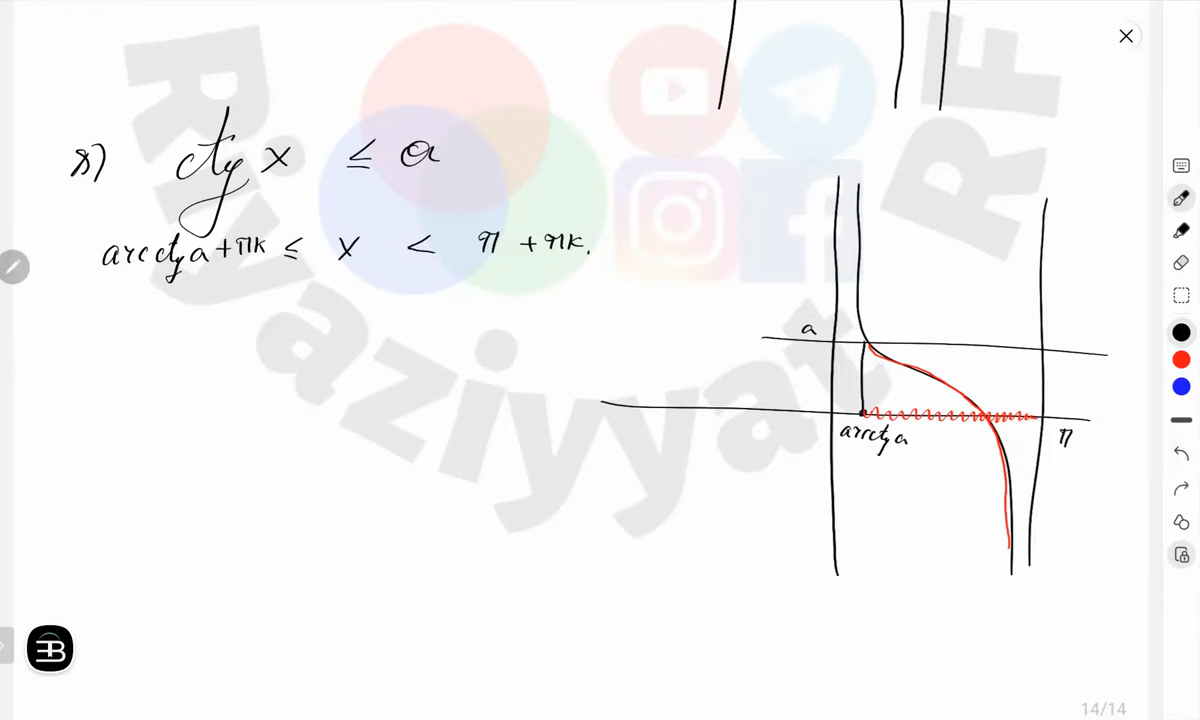 8) ctg x ≤ a
arcctg a + πk ≤ x < π + πk.
a
arcctg a
π
Riyaziyyat RF
14/14